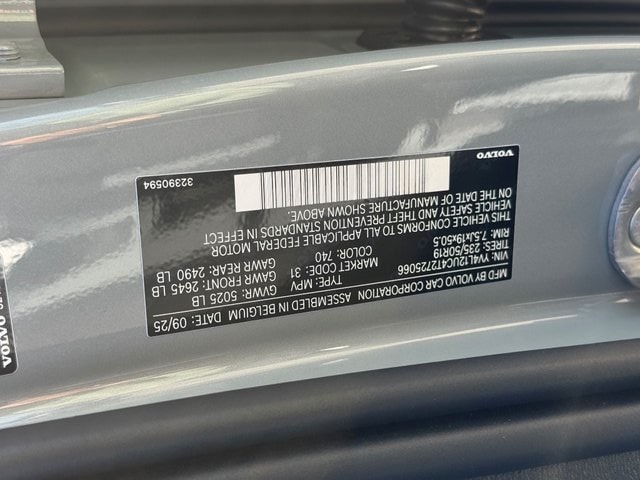 MFD BY VOLVO CAR CORPORATION ASSEMBLED IN BELGIUM DATE: 09/25
VIN: YV4L12UC4T2725066 TYPE: MPV GVWR: 5025 LB
TIRES: 235/50R19 MARKET CODE: 31 GAWR FRONT: 2645 LB
RIM: 7.5x19x50.5 COLOR: 740 GAWR REAR: 2490 LB
THIS VEHICLE CONFORMS TO ALL APPLICABLE FEDERAL MOTOR
VEHICLE SAFETY AND THEFT PREVENTION STANDARDS IN EFFECT
ON THE DATE OF MANUFACTURE SHOWN ABOVE.
VOLVO 32390594
VOLVO